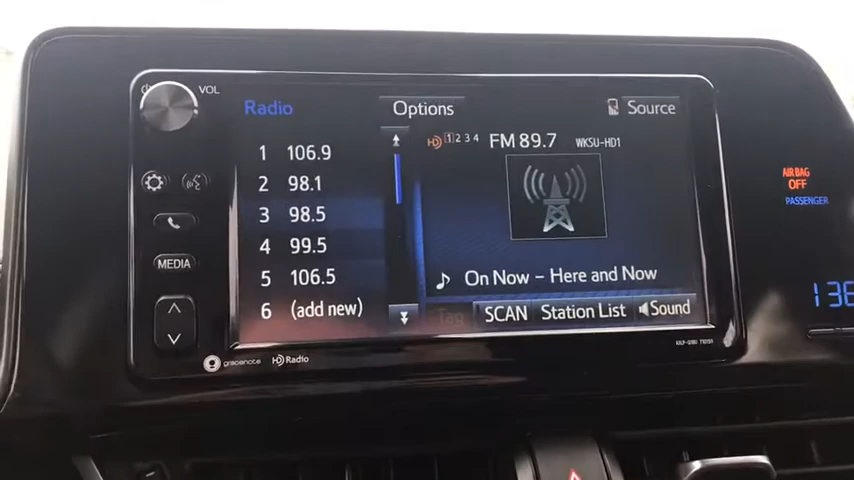 VOL
Radio
Options
Source
HD 1 2 3 4 FM 89.7 WKSU-HD1
1 106.9
2 98.1
3 98.5
4 99.5
5 106.5
6 (add new)
MEDIA
On Now - Here and Now
Tag
SCAN
Station List
Sound
gracenote
HD Radio
AIR BAG
OFF
PASSENGER